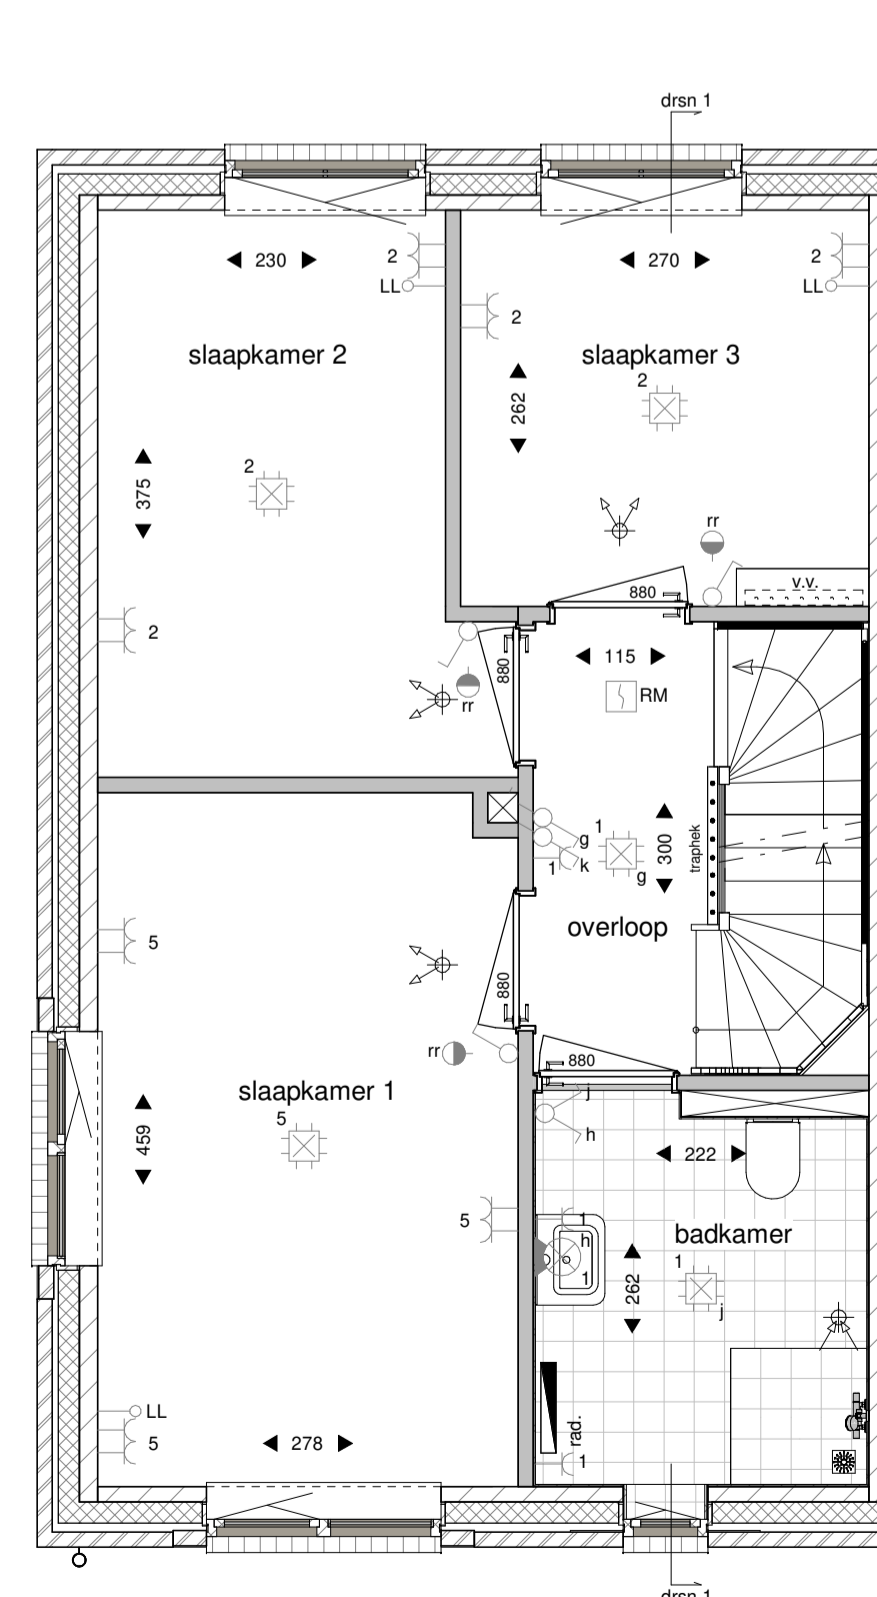 drsn 1
230
2
LL
270
2
LL
2
slaapkamer 2
slaapkamer 3
262
2
2
375
rr
v.v.
880
2
880
rr
115
RM
1
g
k
1
g
300
traphek
overloop
5
880
rr
880
slaapkamer 1
5
459
j
h
222
5
1
h
1
badkamer
1
j
262
LL
5
278
rad.
1
drsn 1